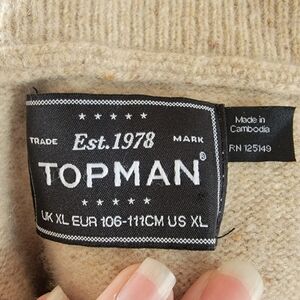 ★★★★★
TRADE Est.1978 MARK
TOPMAN®
★★★★★
UK XL EUR 106-111CM US XL
Made in
Cambodia
RN 125149